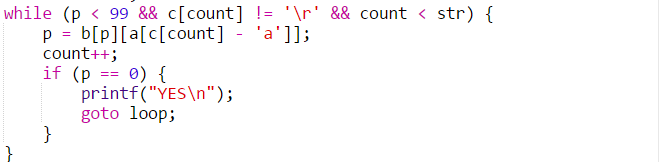 while (p < 99 && c[count] != '\r' && count < str) {
    p = b[p][a[c[count] - 'a']];
    count++;
    if (p == 0) {
        printf("YES\n");
        goto loop;
    }
}